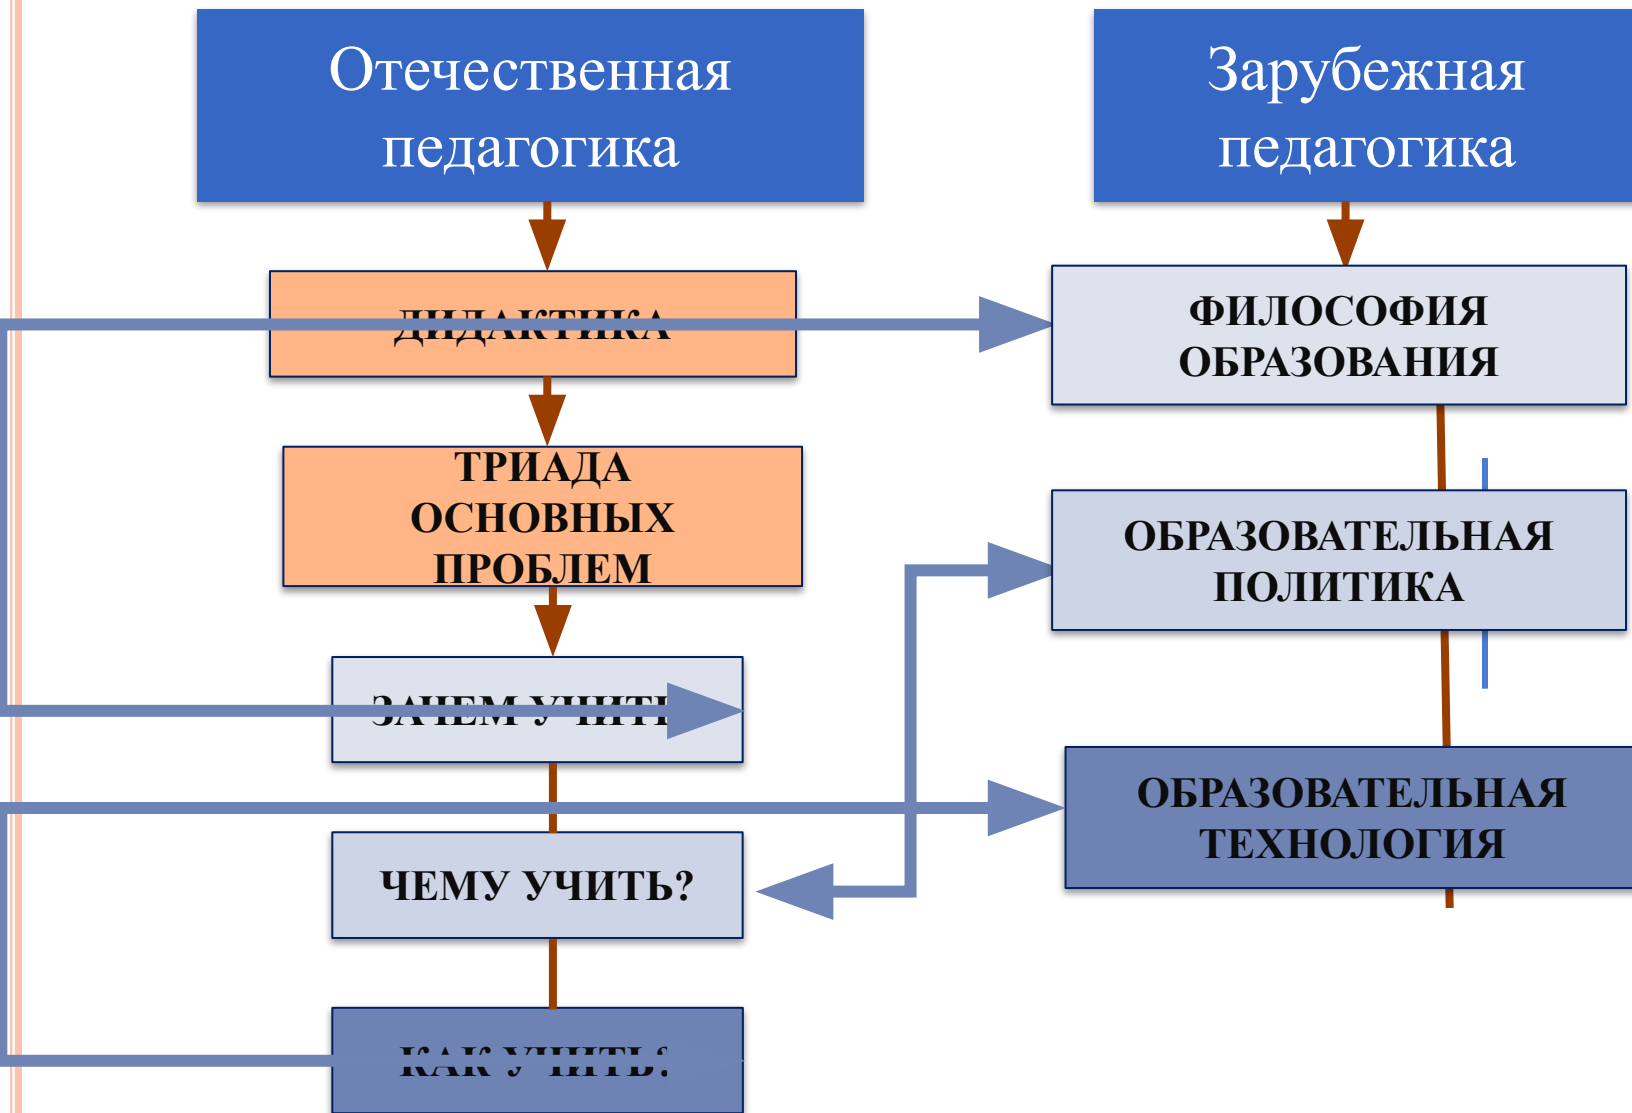 Отечественная
педагогика
Зарубежная
педагогика
ДИДАКТИКА
ФИЛОСОФИЯ
ОБРАЗОВАНИЯ
ТРИАДА
ОСНОВНЫХ
ПРОБЛЕМ
ОБРАЗОВАТЕЛЬНАЯ
ПОЛИТИКА
ЗАЧЕМ УЧИТЬ
ОБРАЗОВАТЕЛЬНАЯ
ТЕХНОЛОГИЯ
ЧЕМУ УЧИТЬ?
КАК УЧИТЬ?